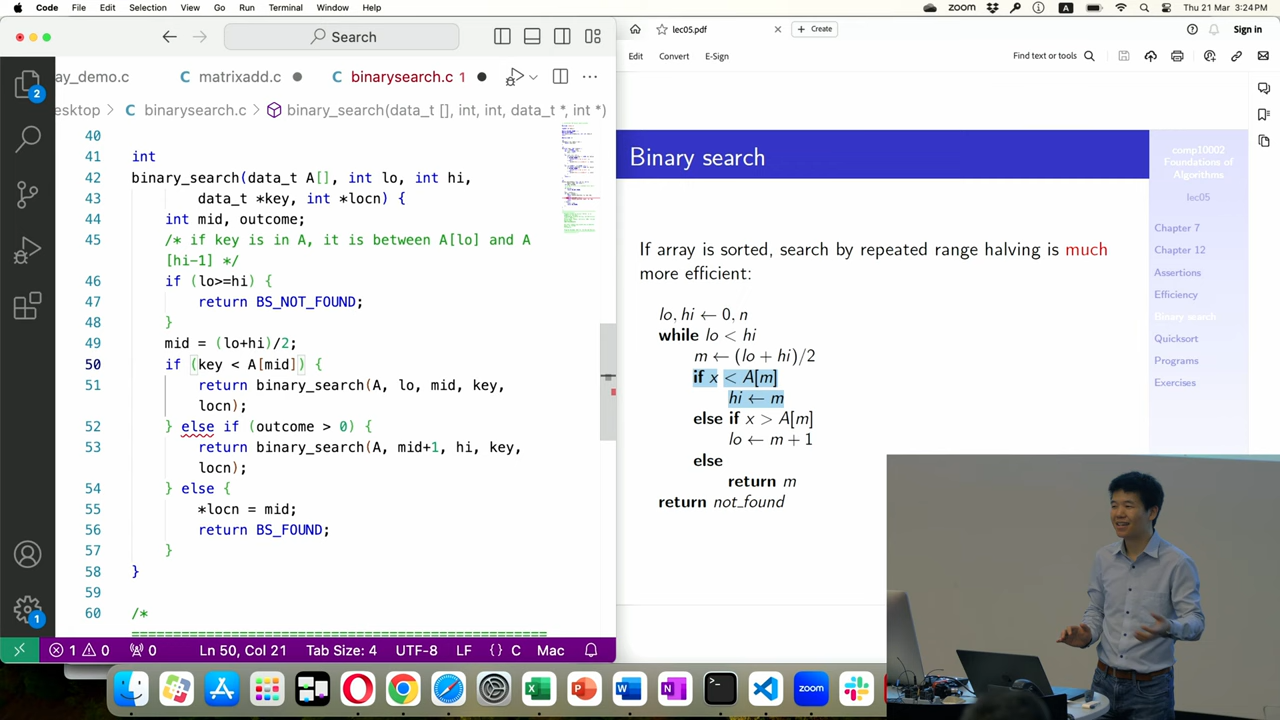 Code File Edit Selection View Go Run Terminal Window Help
zoom A Thu 21 Mar 3:24 PM
Search
ay_demo.c C matrixadd.c C binarysearch.c 1
esktop > C binarysearch.c > binary_search(data_t [], int, int, data_t *, int *)
40
41 int
42 binary_search(data_t A[], int lo, int hi,
43 data_t *key, int *locn) {
44 int mid, outcome;
45 /* if key is in A, it is between A[lo] and A
[hi-1] */
46 if (lo>=hi) {
47 return BS_NOT_FOUND;
48 }
49 mid = (lo+hi)/2;
50 if (key < A[mid]) {
51 return binary_search(A, lo, mid, key,
locn);
52 } else if (outcome > 0) {
53 return binary_search(A, mid+1, hi, key,
locn);
54 } else {
55 *locn = mid;
56 return BS_FOUND;
57 }
58 }
59
60 /*
==================================================
2
1
1 0 0 Ln 50, Col 21 Tab Size: 4 UTF-8 LF {} C Mac
lec05.pdf + Create Sign in
Edit Convert E-Sign Find text or tools
Binary search
If array is sorted, search by repeated range halving is much
more efficient:
lo, hi ← 0, n
while lo < hi
m ← (lo + hi)/2
if x < A[m]
hi ← m
else if x > A[m]
lo ← m + 1
else
return m
return not_found
comp10002
Foundations of
Algorithms
lec05
Chapter 7
Chapter 12
Assertions
Efficiency
Binary search
Quicksort
Programs
Exercises
zoom